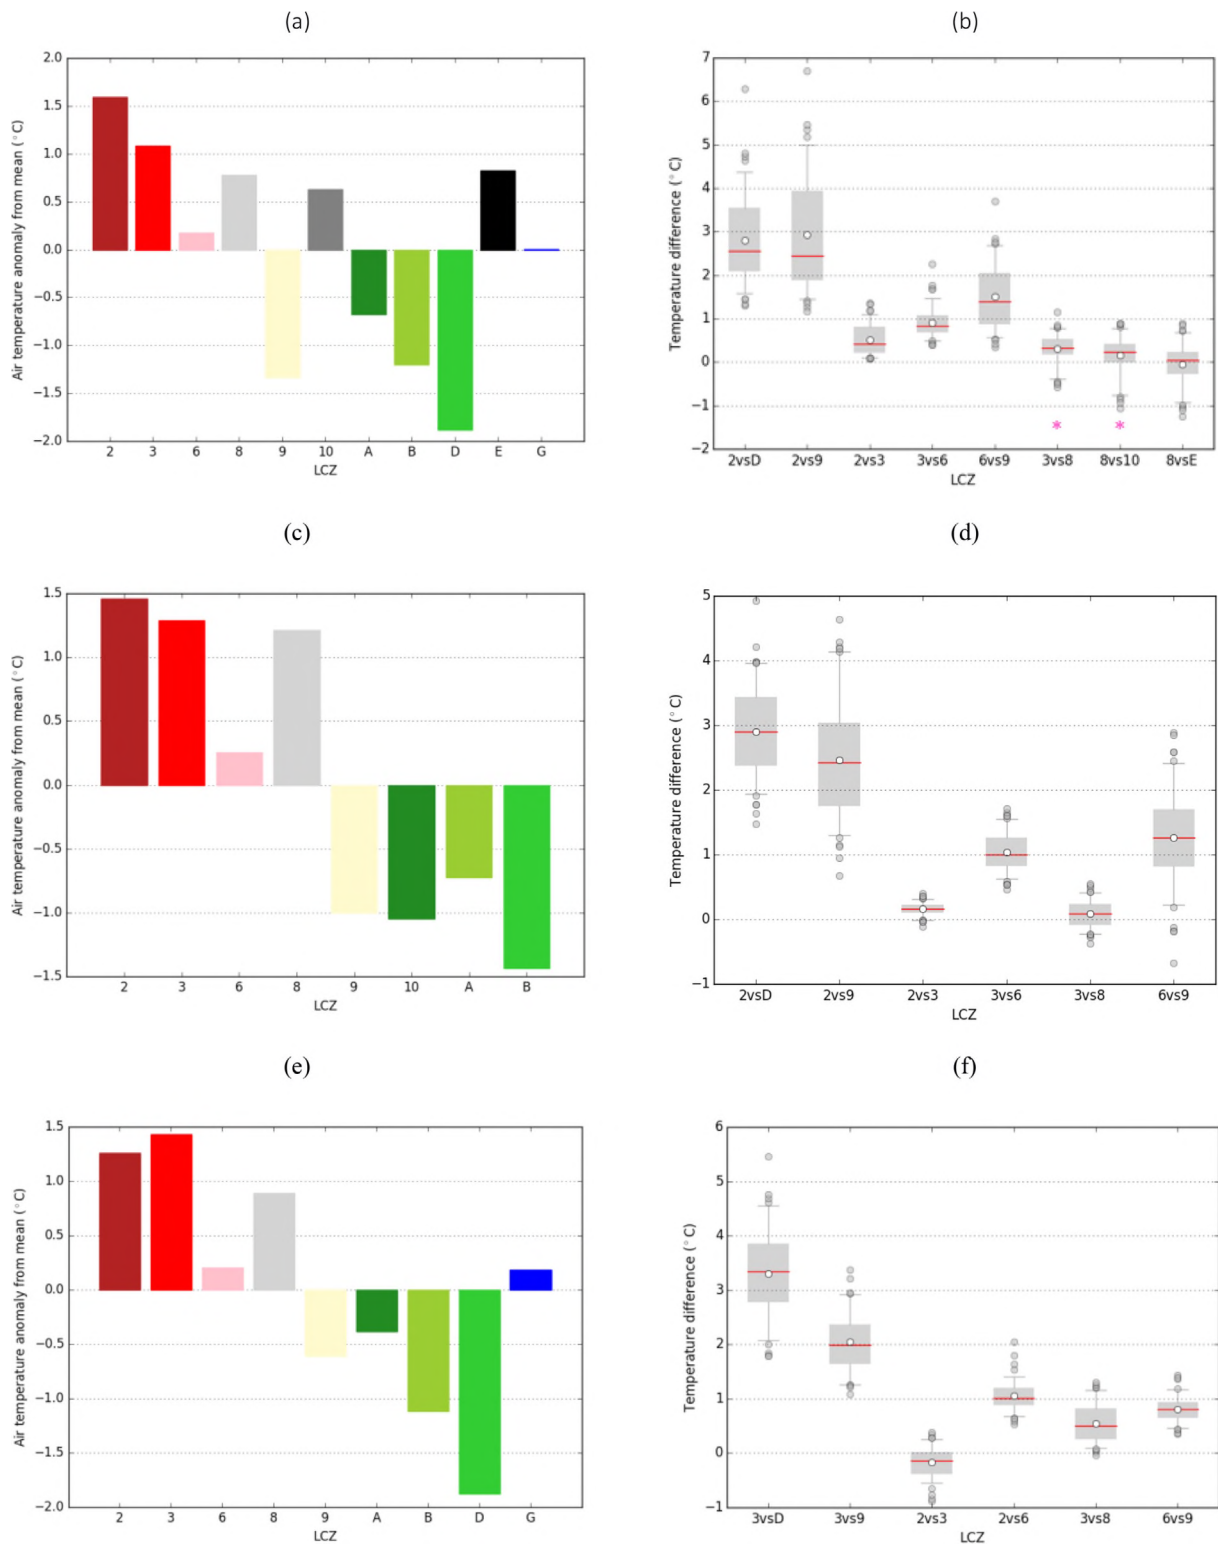 (a)
2.0
1.5
1.0
0.5
0.0
−0.5
−1.0
−1.5
−2.0
Air temperature anomaly from mean (°C)
2 3 6 8 9 10 A B D E G
LCZ
(b)
7
6
5
4
3
2
1
0
−1
−2
Temperature difference (°C)
* *
2vsD 2vs9 2vs3 3vs6 6vs9 3vs8 8vs10 8vsE
LCZ
(c)
1.5
1.0
0.5
0.0
−0.5
−1.0
−1.5
Air temperature anomaly from mean (°C)
2 3 6 8 9 10 A B
LCZ
(d)
5
4
3
2
1
0
−1
Temperature difference (°C)
2vsD 2vs9 2vs3 3vs6 3vs8 6vs9
LCZ
(e)
1.5
1.0
0.5
0.0
−0.5
−1.0
−1.5
−2.0
Air temperature anomaly from mean (°C)
2 3 6 8 9 A B D G
LCZ
(f)
6
5
4
3
2
1
0
−1
Temperature difference (°C)
3vsD 3vs9 2vs3 2vs6 3vs8 6vs9
LCZ